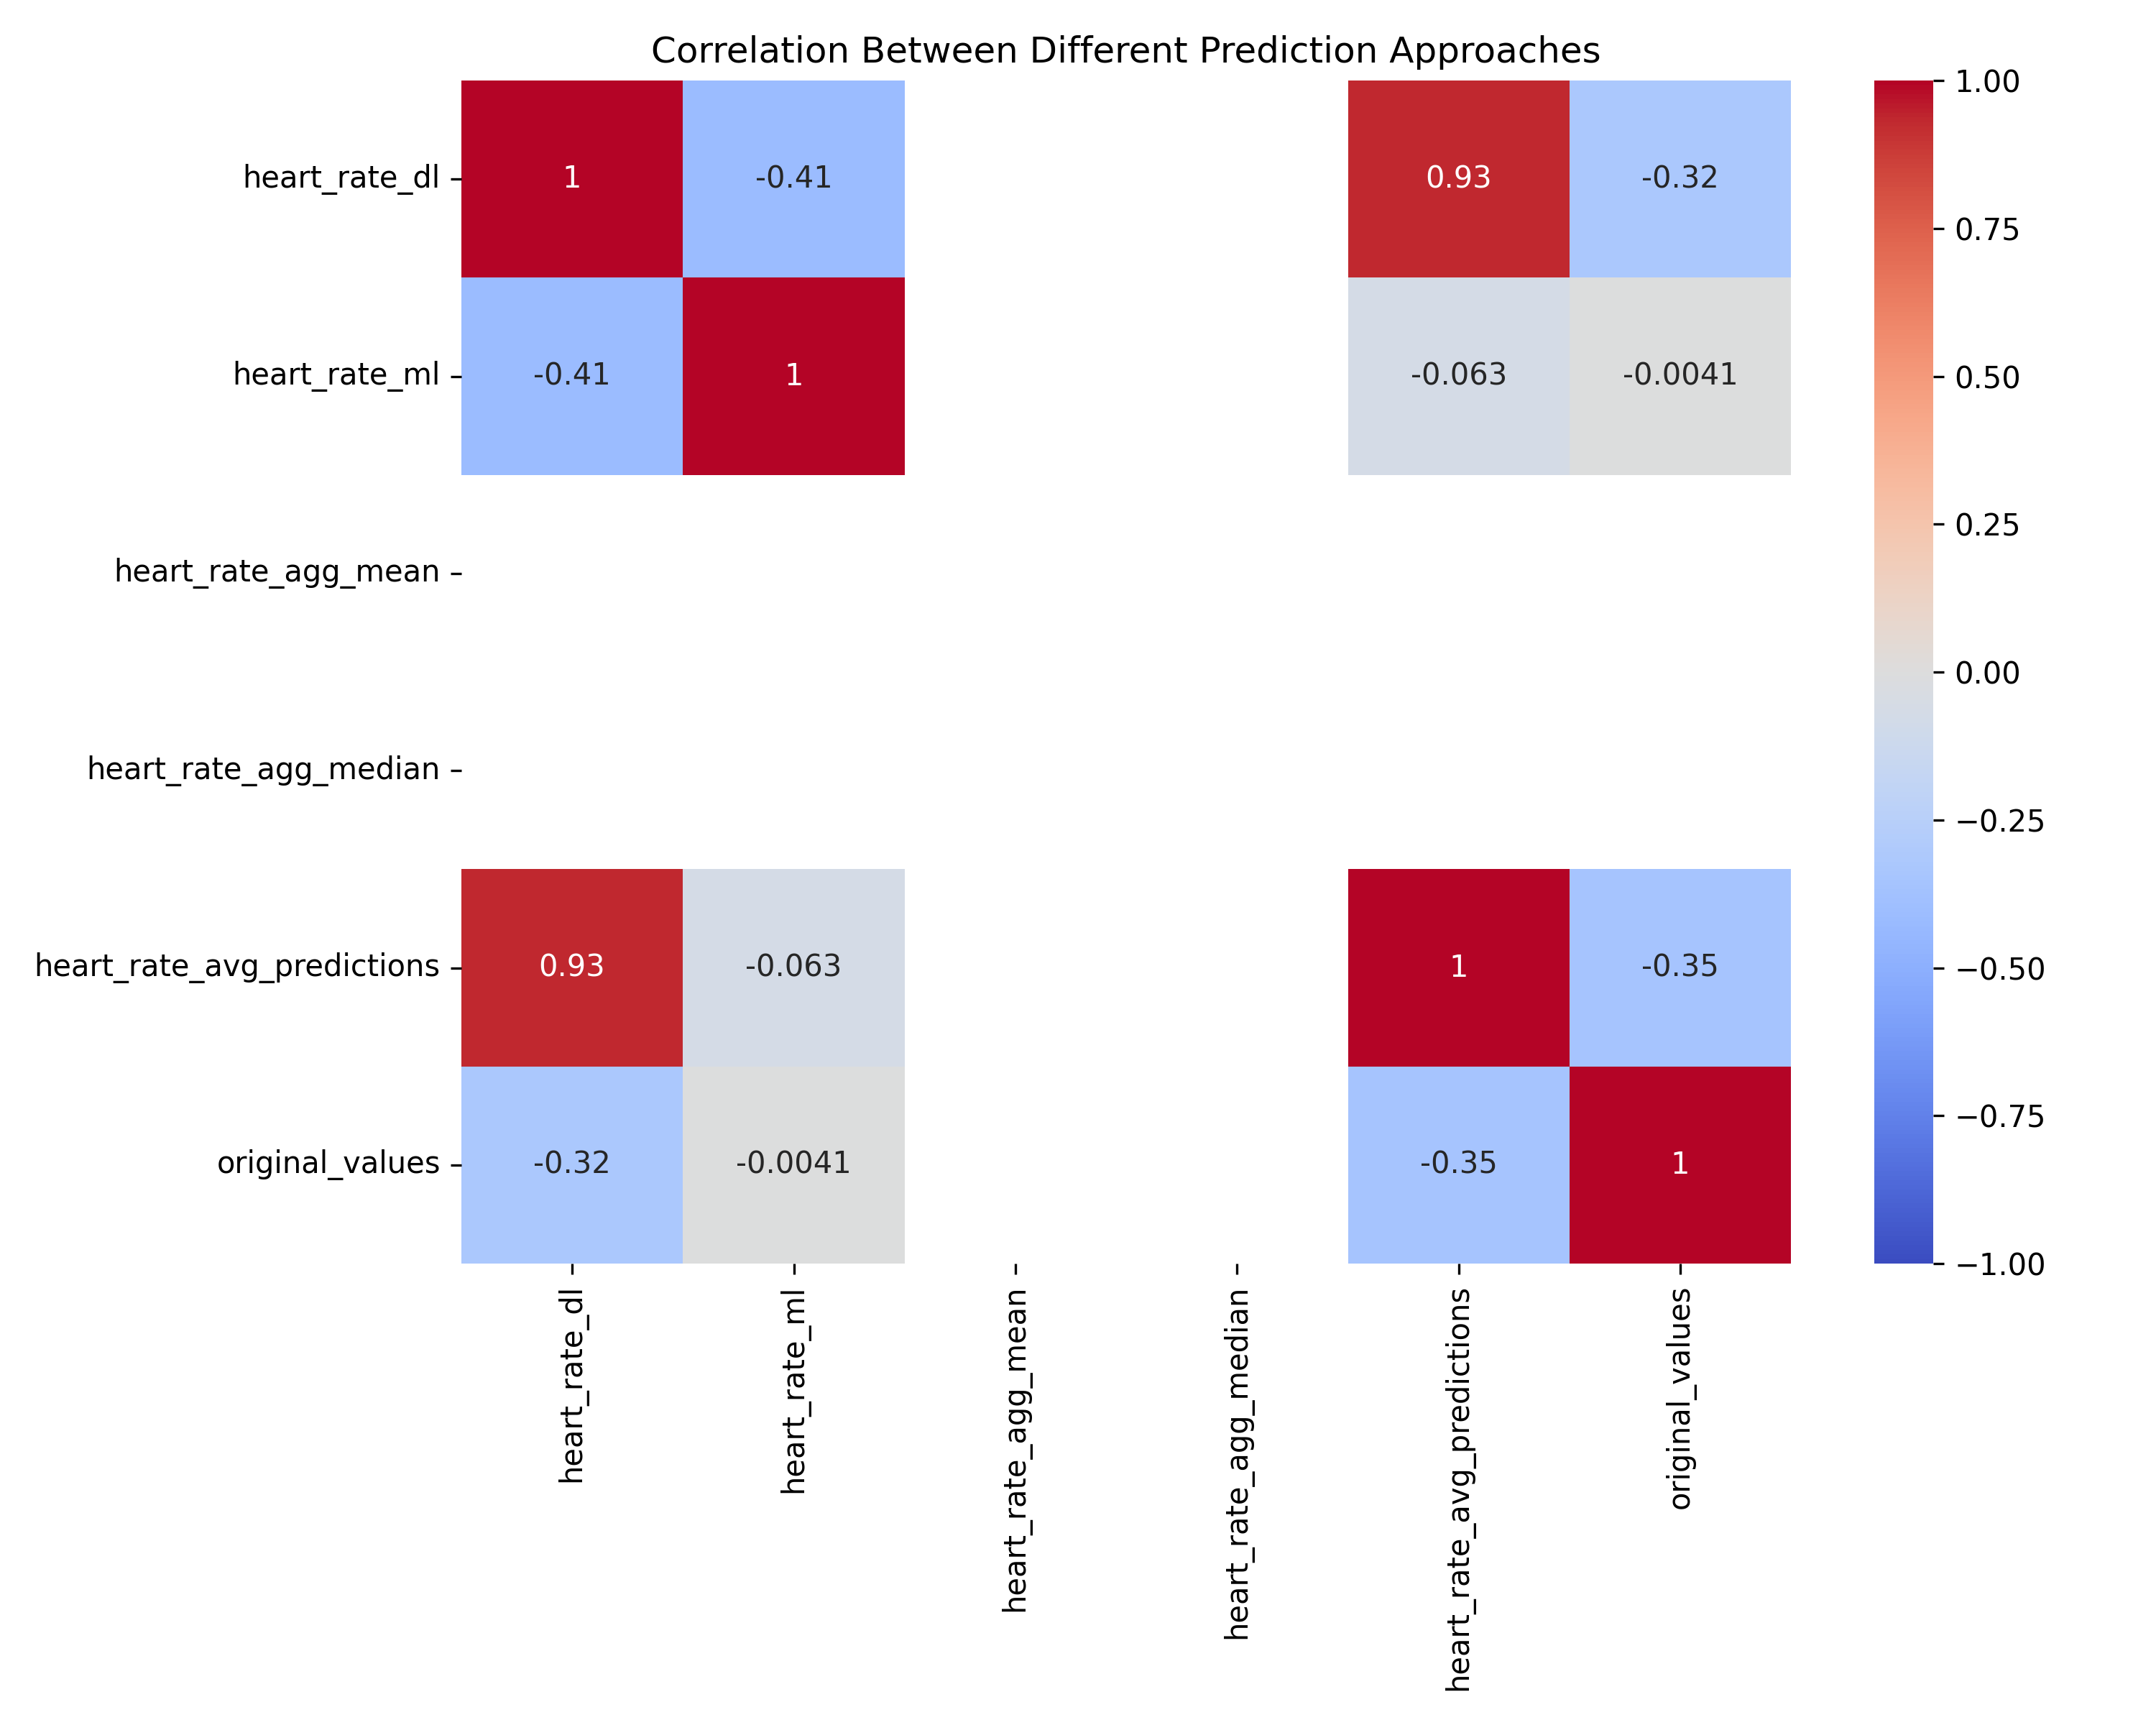 Correlation Between Different Prediction Approaches
heart_rate_dl 1 -0.41 0.93 -0.32
heart_rate_ml -0.41 1 -0.063 -0.0041
heart_rate_agg_mean
heart_rate_agg_median
heart_rate_avg_predictions 0.93 -0.063 1 -0.35
original_values -0.32 -0.0041 -0.35 1
heart_rate_dl
heart_rate_ml
heart_rate_agg_mean
heart_rate_agg_median
heart_rate_avg_predictions
original_values
1.00
0.75
0.50
0.25
0.00
−0.25
−0.50
−0.75
−1.00